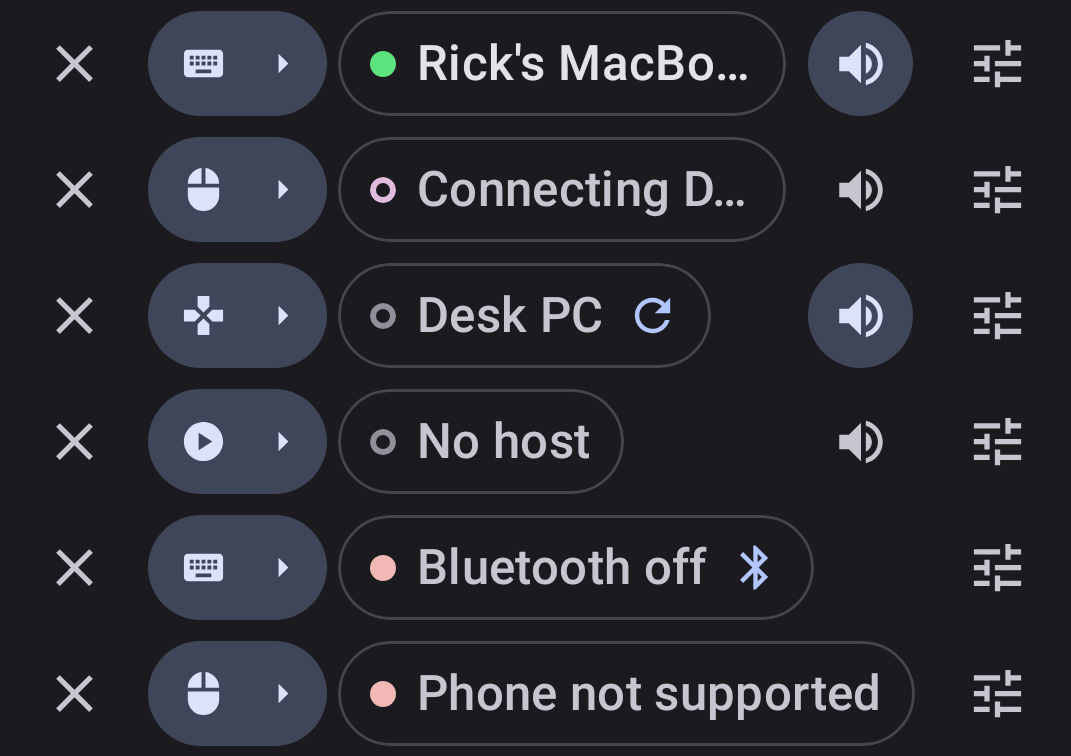 Rick's MacBo…
Connecting D…
Desk PC
No host
Bluetooth off
Phone not supported